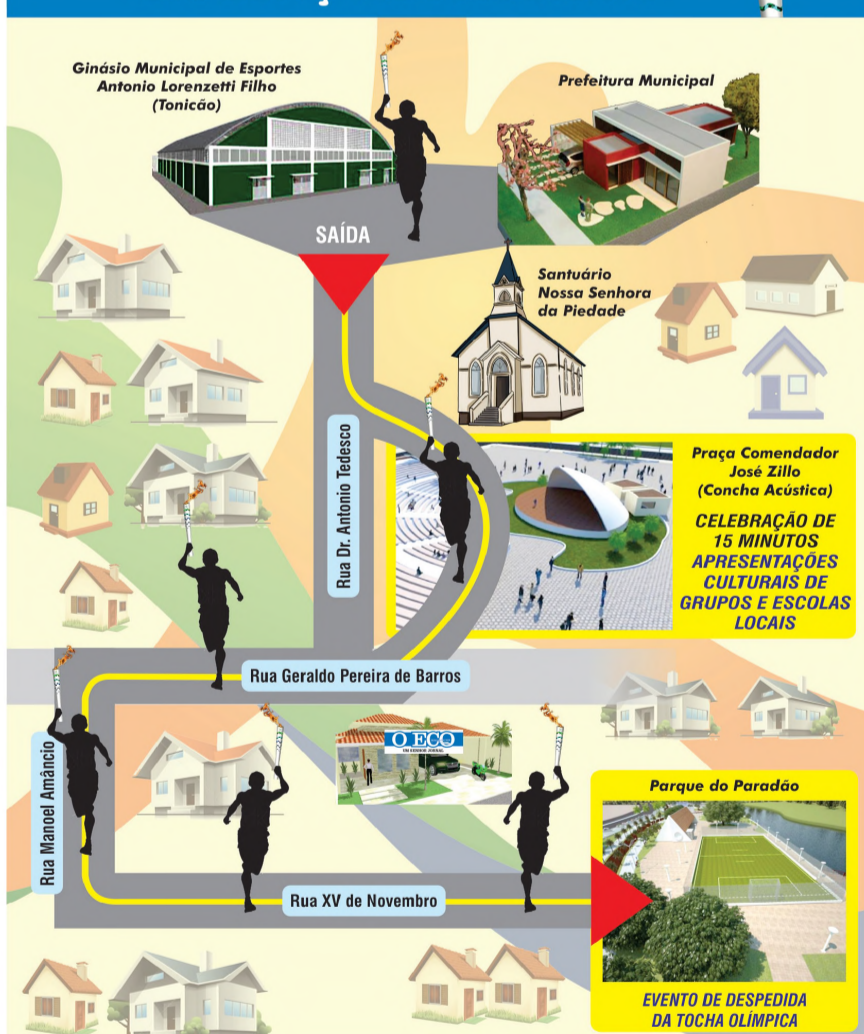 Ginásio Municipal de Esportes
Antonio Lorenzetti Filho
(Tonicão)
Prefeitura Municipal
SAÍDA
Santuário
Nossa Senhora
da Piedade
Rua Dr. Antonio Tedesco
Praça Comendador
José Zillo
(Concha Acústica)
CELEBRAÇÃO DE
15 MINUTOS
APRESENTAÇÕES
CULTURAIS DE
GRUPOS E ESCOLAS
LOCAIS
Rua Geraldo Pereira de Barros
Rua Manoel Amâncio
O ECO
UM SENHOR JORNAL
Rua XV de Novembro
Parque do Paradão
EVENTO DE DESPEDIDA
DA TOCHA OLÍMPICA